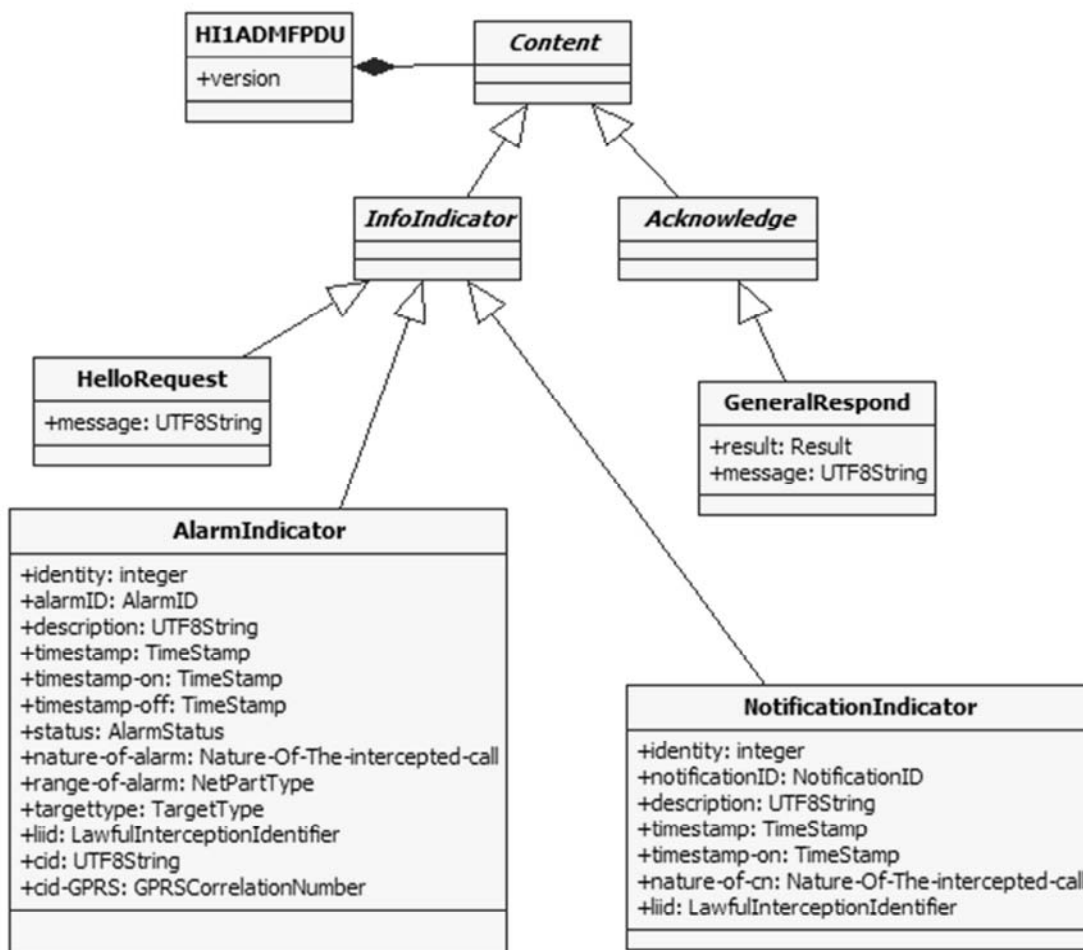 HI1ADMFPDU
+version
Content
InfoIndicator
Acknowledge
HelloRequest
+message: UTF8String
GeneralRespond
+result: Result
+message: UTF8String
AlarmIndicator
+identity: integer
+alarmID: AlarmID
+description: UTF8String
+timestamp: TimeStamp
+timestamp-on: TimeStamp
+timestamp-off: TimeStamp
+status: AlarmStatus
+nature-of-alarm: Nature-Of-The-intercepted-call
+range-of-alarm: NetPartType
+targettype: TargetType
+liid: LawfulInterceptionIdentifier
+cid: UTF8String
+cid-GPRS: GPRSCorrelationNumber
NotificationIndicator
+identity: integer
+notificationID: NotificationID
+description: UTF8String
+timestamp: TimeStamp
+timestamp-on: TimeStamp
+nature-of-cn: Nature-Of-The-intercepted-call
+liid: LawfulInterceptionIdentifier